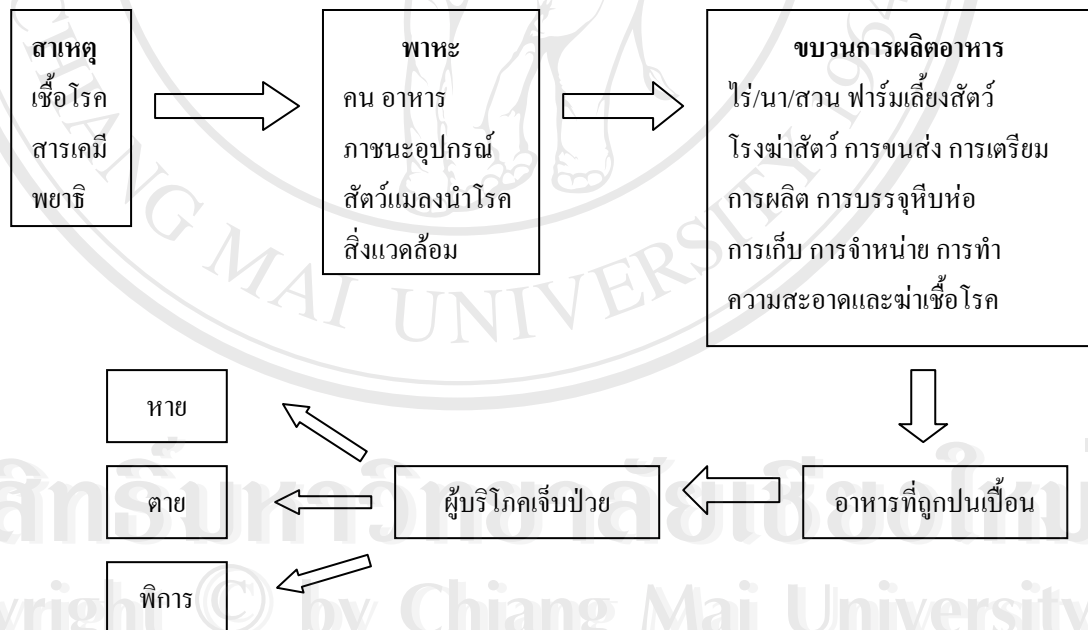 สาเหตุ
เชื้อโรค
สารเคมี
พยาธิ
พาหะ
คน อาหาร
ภาชนะอุปกรณ์
สัตว์แมลงนำโรค
สิ่งแวดล้อม
ขบวนการผลิตอาหาร
ไร่/นา/สวน ฟาร์มเลี้ยงสัตว์
โรงฆ่าสัตว์ การขนส่ง การเตรียม
การผลิต การบรรจุหีบห่อ
การเก็บ การจำหน่าย การทำ
ความสะอาดและฆ่าเชื้อโรค
อาหารที่ถูกปนเปื้อน
ผู้บริโภคเจ็บป่วย
หาย
ตาย
พิการ
CHIANG MAI UNIVERSITY 1964
by Chiang Mai University